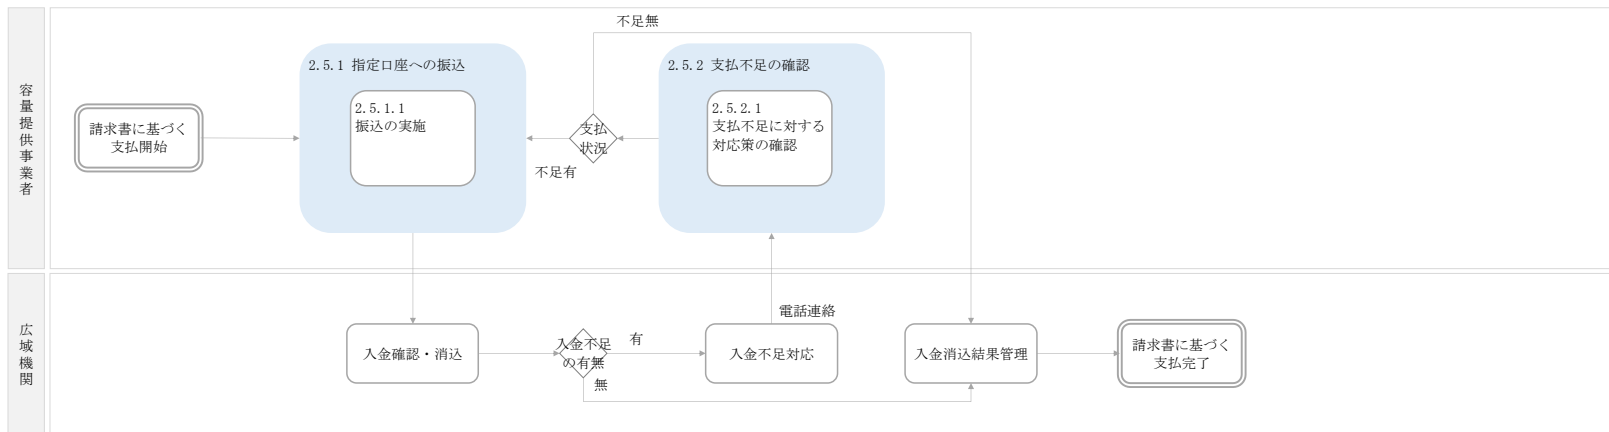 容量提供事業者
不足無
2.5.1 指定口座への振込
2.5.2 支払不足の確認
2.5.1.1
振込の実施
2.5.2.1
支払不足に対する
対応策の確認
請求書に基づく
支払開始
支払
状況
不足有
広域機関
電話連絡
入金確認・消込
入金不足
の有無
有
無
入金不足対応
入金消込結果管理
請求書に基づく
支払完了